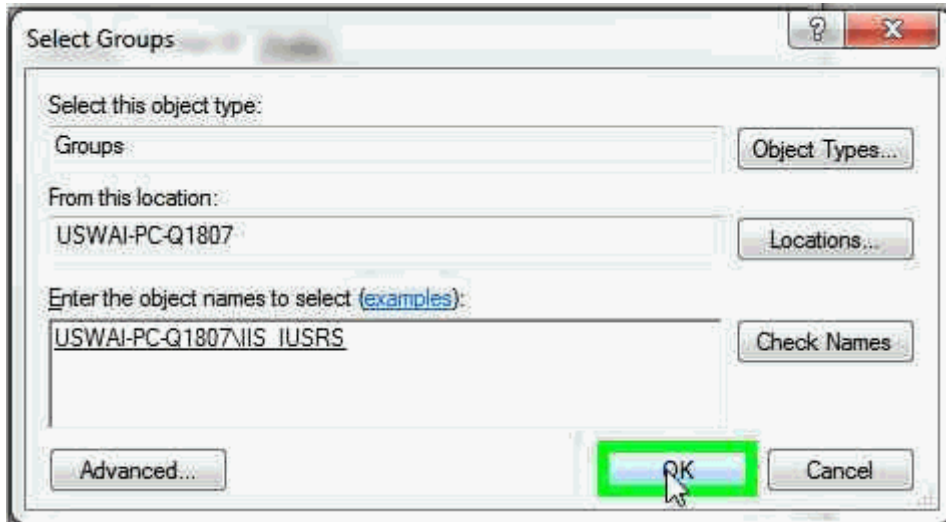 Select Groups
Select this object type:
Groups
Object Types...
From this location:
USWAI-PC-Q1807
Locations...
Enter the object names to select (examples):
USWAI-PC-Q1807\IIS_IUSRS
Check Names
Advanced...
OK
Cancel